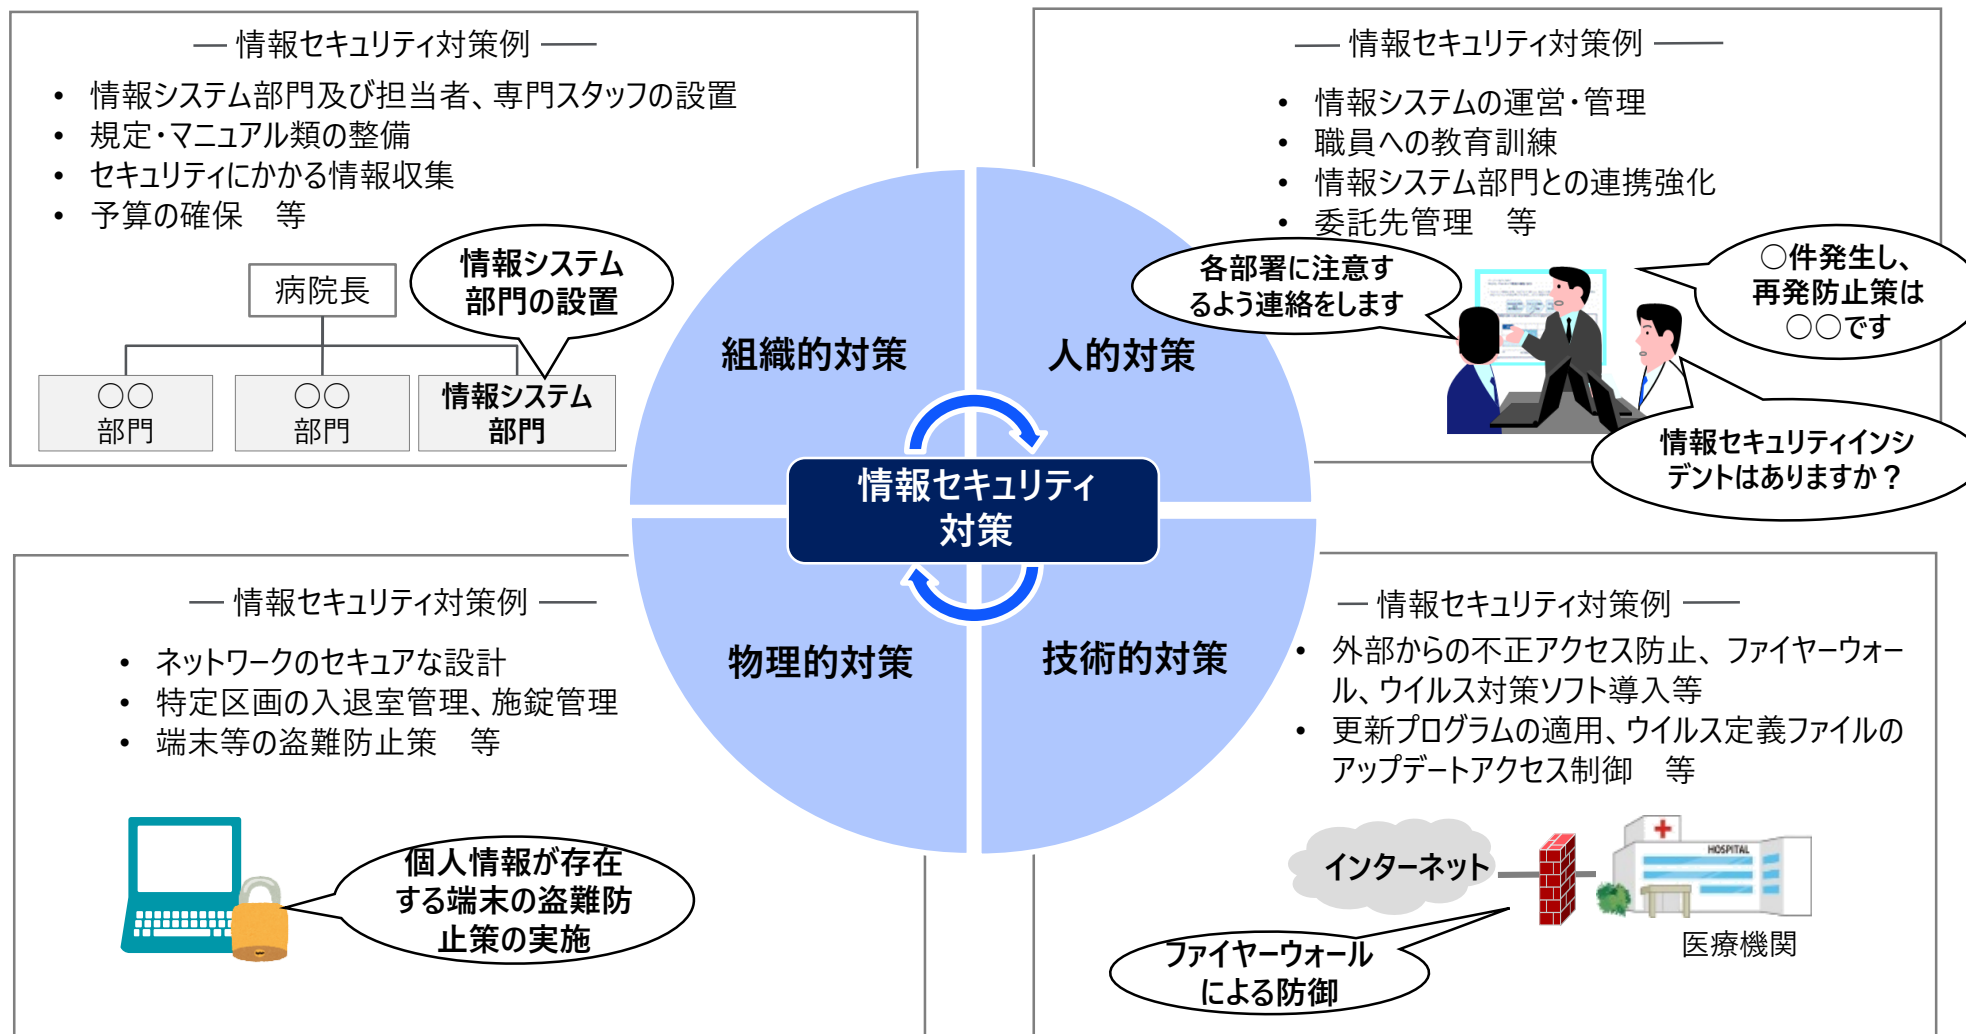 情報セキュリティ対策例
• 情報システム部門及び担当者、専門スタッフの設置
• 規定・マニュアル類の整備
• セキュリティにかかる情報収集
• 予算の確保　等
病院長
情報システム
部門の設置
○○
部門
○○
部門
情報システム
部門
情報セキュリティ対策例
• 情報システムの運営・管理
• 職員への教育訓練
• 情報システム部門との連携強化
• 委託先管理　等
各部署に注意す
るよう連絡をします
○件発生し、
再発防止策は
○○です
情報セキュリティインシ
デントはありますか？
組織的対策
人的対策
情報セキュリティ
対策
物理的対策
技術的対策
情報セキュリティ対策例
• ネットワークのセキュアな設計
• 特定区画の入退室管理、施錠管理
• 端末等の盗難防止策　等
個人情報が存在
する端末の盗難防
止策の実施
情報セキュリティ対策例
• 外部からの不正アクセス防止、ファイヤーウォー
ル、ウイルス対策ソフト導入等
• 更新プログラムの適用、ウイルス定義ファイルの
アップデートアクセス制御　等
インターネット
HOSPITAL
医療機関
ファイヤーウォール
による防御